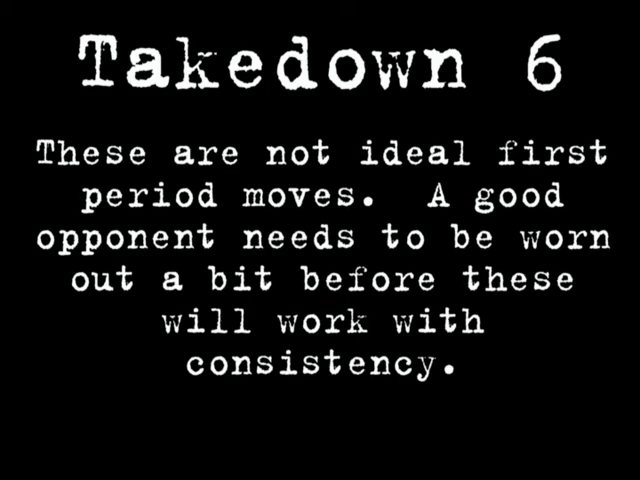 Takedown 6
These are not ideal first
period moves.  A good
opponent needs to be worn
out a bit before these
will work with
consistency.